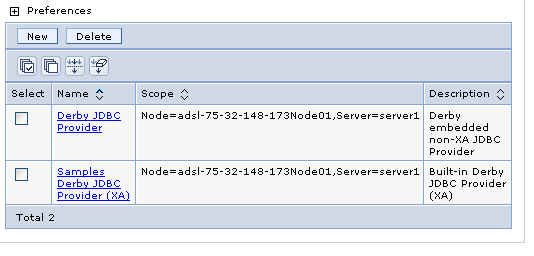 Preferences
New Delete
Select Name Scope Description
Derby JDBC Provider Node=adsl-75-32-148-173Node01,Server=server1 Derby embedded non-XA JDBC Provider
Samples Derby JDBC Provider (XA) Node=adsl-75-32-148-173Node01,Server=server1 Built-in Derby JDBC Provider (XA)
Total 2